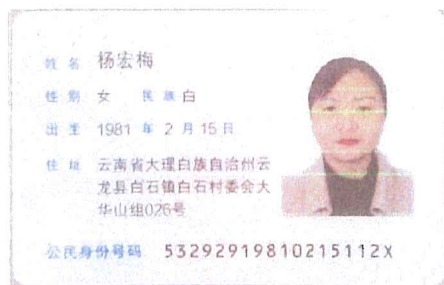 姓名 杨宏梅
性别 女 民族 白
出生 1981 年 2 月 15 日
住址 云南省大理白族自治州云
龙县白石镇白石村委会大
华山组026号
公民身份号码 53292919810215112X